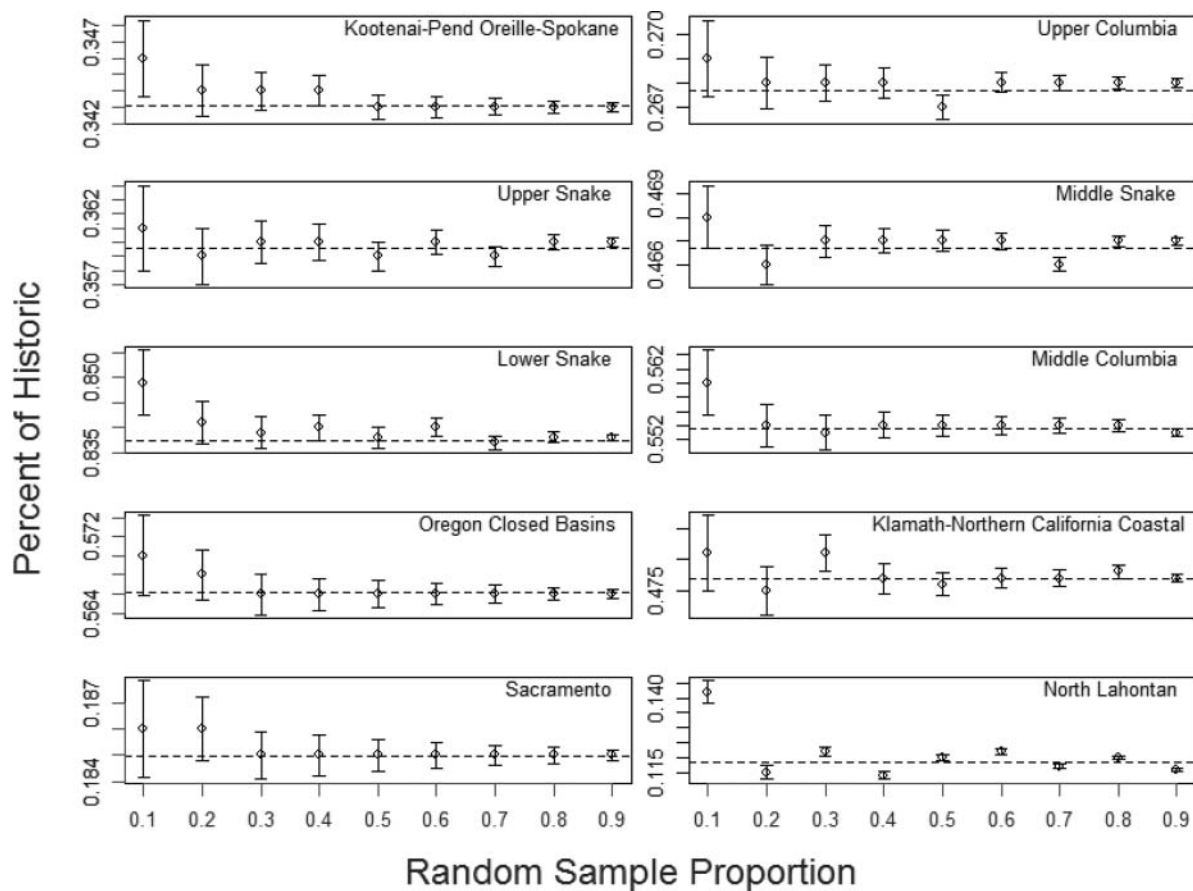 Percent of Historic
Kootenai-Pend Oreille-Spokane
0.347
0.342
Upper Columbia
0.270
0.267
Upper Snake
0.362
0.357
Middle Snake
0.469
0.466
Lower Snake
0.850
0.835
Middle Columbia
0.562
0.552
Oregon Closed Basins
0.572
0.564
Klamath-Northern California Coastal
0.475
Sacramento
0.187
0.184
North Lahontan
0.140
0.115
0.1 0.2 0.3 0.4 0.5 0.6 0.7 0.8 0.9
0.1 0.2 0.3 0.4 0.5 0.6 0.7 0.8 0.9
Random Sample Proportion